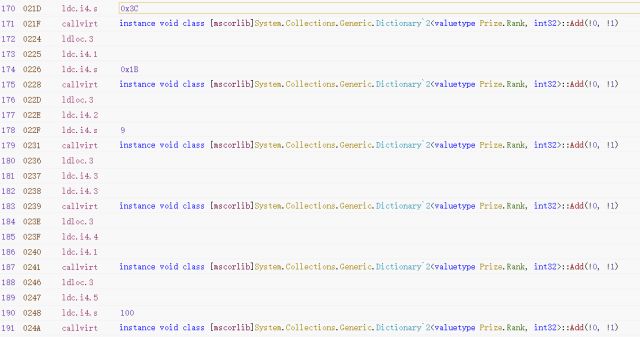 170 021D ldc.i4.s 0x3C
171 021F callvirt instance void class [mscorlib]System.Collections.Generic.Dictionary`2<valuetype Prize.Rank, int32>::Add(!0, !1)
172 0224 ldloc.3
173 0225 ldc.i4.1
174 0226 ldc.i4.s 0x1B
175 0228 callvirt instance void class [mscorlib]System.Collections.Generic.Dictionary`2<valuetype Prize.Rank, int32>::Add(!0, !1)
176 022D ldloc.3
177 022E ldc.i4.2
178 022F ldc.i4.s 9
179 0231 callvirt instance void class [mscorlib]System.Collections.Generic.Dictionary`2<valuetype Prize.Rank, int32>::Add(!0, !1)
180 0236 ldloc.3
181 0237 ldc.i4.3
182 0238 ldc.i4.3
183 0239 callvirt instance void class [mscorlib]System.Collections.Generic.Dictionary`2<valuetype Prize.Rank, int32>::Add(!0, !1)
184 023E ldloc.3
185 023F ldc.i4.4
186 0240 ldc.i4.1
187 0241 callvirt instance void class [mscorlib]System.Collections.Generic.Dictionary`2<valuetype Prize.Rank, int32>::Add(!0, !1)
188 0246 ldloc.3
189 0247 ldc.i4.5
190 0248 ldc.i4.s 100
191 024A callvirt instance void class [mscorlib]System.Collections.Generic.Dictionary`2<valuetype Prize.Rank, int32>::Add(!0, !1)